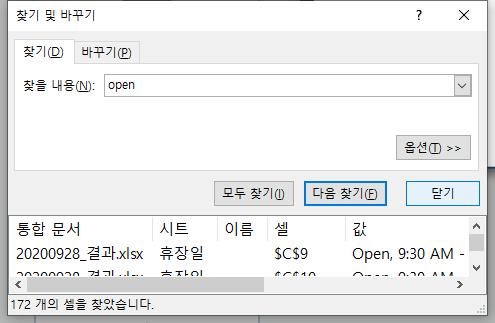 찾기 및 바꾸기
찾기(D) 바꾸기(P)
찾을 내용(N): open
옵션(T) >>
모두 찾기(I) 다음 찾기(F) 닫기
통합 문서 시트 이름 셀 값
20200928_결과.xlsx 휴장일 $C$9 Open, 9:30 AM -
20200928_결과.xlsx 휴장일 $C$10 Open, 9:30 AM -
172 개의 셀을 찾았습니다.